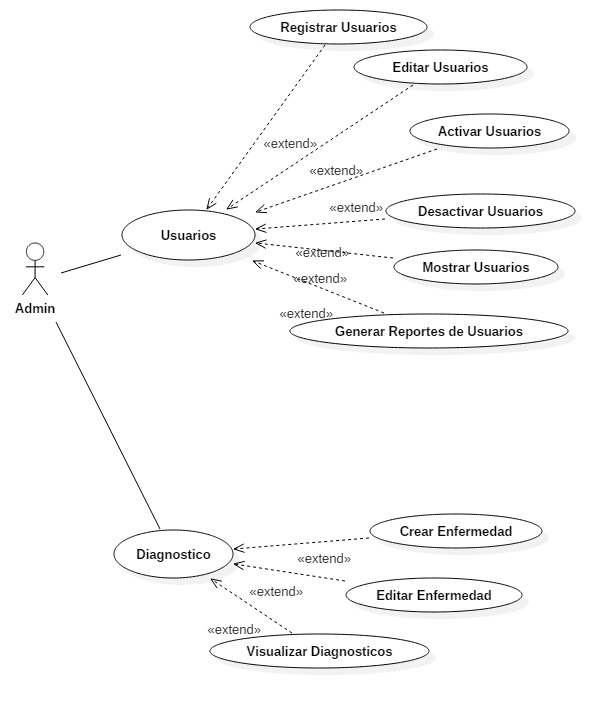 Registrar Usuarios
Editar Usuarios
Activar Usuarios
«extend»
«extend»
«extend»
Desactivar Usuarios
Usuarios
«extend»
Mostrar Usuarios
«extend»
Admin
«extend»
Generar Reportes de Usuarios
Crear Enfermedad
Diagnostico
«extend»
«extend»
Editar Enfermedad
«extend»
Visualizar Diagnosticos